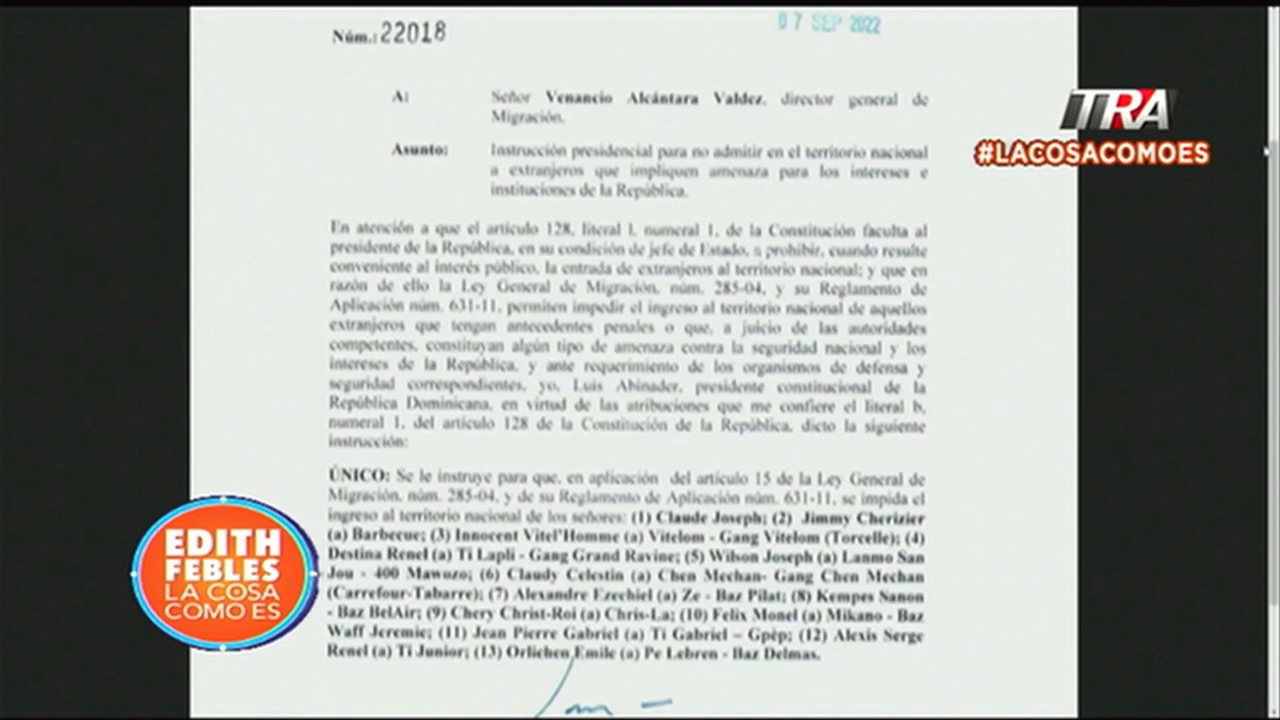 Núm.: 22018
07 SEP 2022
A: Señor Venancio Alcántara Valdez, director general de
Migración.
Asunto: Instrucción presidencial para no admitir en el territorio nacional
a extranjeros que impliquen amenaza para los intereses e
instituciones de la República.
En atención a que el artículo 128, literal l, numeral 1, de la Constitución faculta al
presidente de la República, en su condición de jefe de Estado, a prohibir, cuando resulte
conveniente al interés público, la entrada de extranjeros al territorio nacional; y que en
razón de ello la Ley General de Migración, núm. 285-04, y su Reglamento de
Aplicación núm. 631-11, permiten impedir el ingreso al territorio nacional de aquellos
extranjeros que tengan antecedentes penales o que, a juicio de las autoridades
competentes, constituyan algún tipo de amenaza contra la seguridad nacional y los
intereses de la República, y ante requerimiento de los organismos de defensa y
seguridad correspondientes, yo, Luis Abinader, presidente constitucional de la
República Dominicana, en virtud de las atribuciones que me confiere el literal b,
numeral 1, del artículo 128 de la Constitución de la República, dicto la siguiente
instrucción:
ÚNICO: Se le instruye para que, en aplicación del artículo 15 de la Ley General de
Migración, núm. 285-04, y de su Reglamento de Aplicación núm. 631-11, se impida el
ingreso al territorio nacional de los señores: (1) Claude Joseph; (2) Jimmy Cherizier
(a) Barbecue; (3) Innocent Vitel'Homme (a) Vitelom - Gang Vitelom (Torcelle); (4)
Destina Renel (a) Ti Lapli - Gang Grand Ravine; (5) Wilson Joseph (a) Lanmo San
Jou - 400 Mawozo; (6) Claudy Celestin (a) Chen Mechan- Gang Chen Mechan
(Carrefour-Tabarre); (7) Alexandre Ezechiel (a) Ze - Baz Pilat; (8) Kempes Sanon
- Baz BelAir; (9) Chery Christ-Roi (a) Chris-La; (10) Felix Monel (a) Mikano - Baz
Waff Jeremie; (11) Jean Pierre Gabriel (a) Ti Gabriel – Gpèp; (12) Alexis Serge
Renel (a) Ti Junior; (13) Orlichen Emile (a) Pe Lebren - Baz Delmas.
TRA
#LACOSACOMOES
EDITH
FEBLES
LA COSA
COMO ES